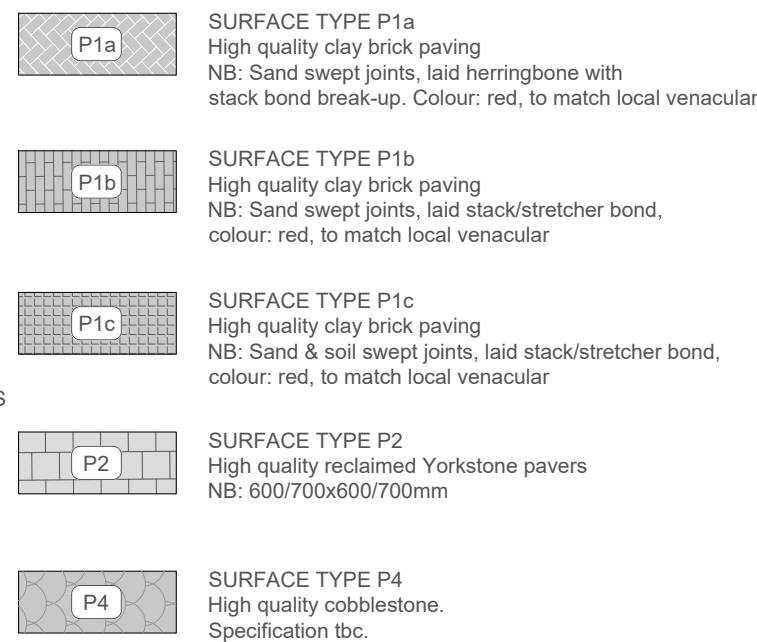 P1a
SURFACE TYPE P1a
High quality clay brick paving
NB: Sand swept joints, laid herringbone with
stack bond break-up. Colour: red, to match local venacular
P1b
SURFACE TYPE P1b
High quality clay brick paving
NB: Sand swept joints, laid stack/stretcher bond,
colour: red, to match local venacular
P1c
SURFACE TYPE P1c
High quality clay brick paving
NB: Sand & soil swept joints, laid stack/stretcher bond,
colour: red, to match local venacular
S
P2
SURFACE TYPE P2
High quality reclaimed Yorkstone pavers
NB: 600/700x600/700mm
P4
SURFACE TYPE P4
High quality cobblestone.
Specification tbc.